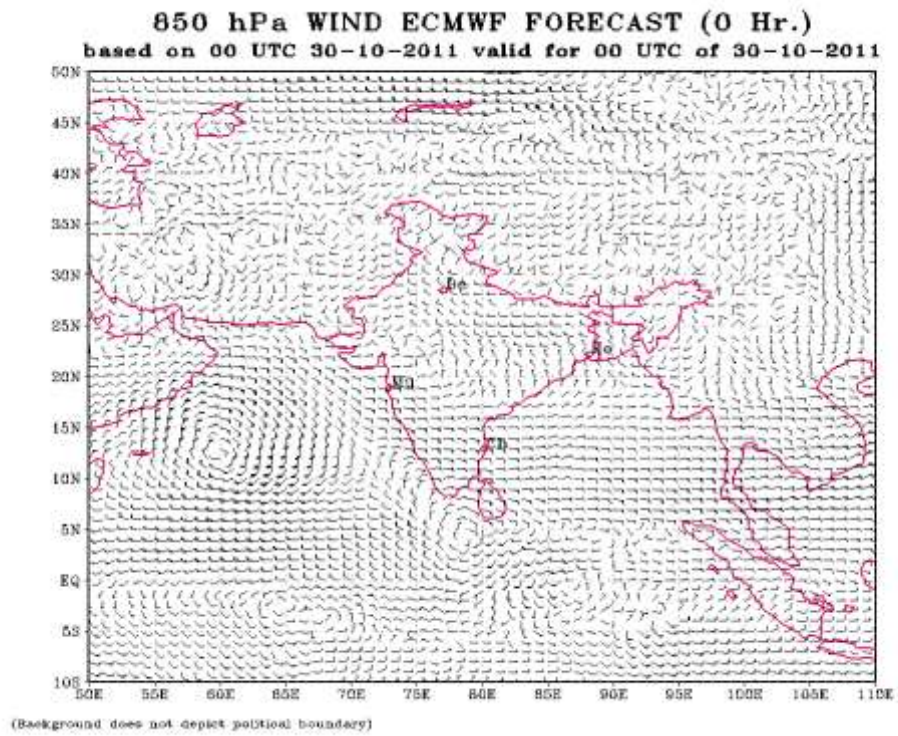 850 hPa WIND ECMWF FORECAST (0 Hr.)
based on 00 UTC 30-10-2011 valid for 00 UTC of 30-10-2011
50N
45N
40N
35N
30N
De
25N
Ko
20N
MU
15N
Ch
10N
5N
EQ
5S
10S
50E 55E 60E 65E 70E 75E 80E 85E 90E 95E 100E 105E 110E
(Background does not depict political boundary)